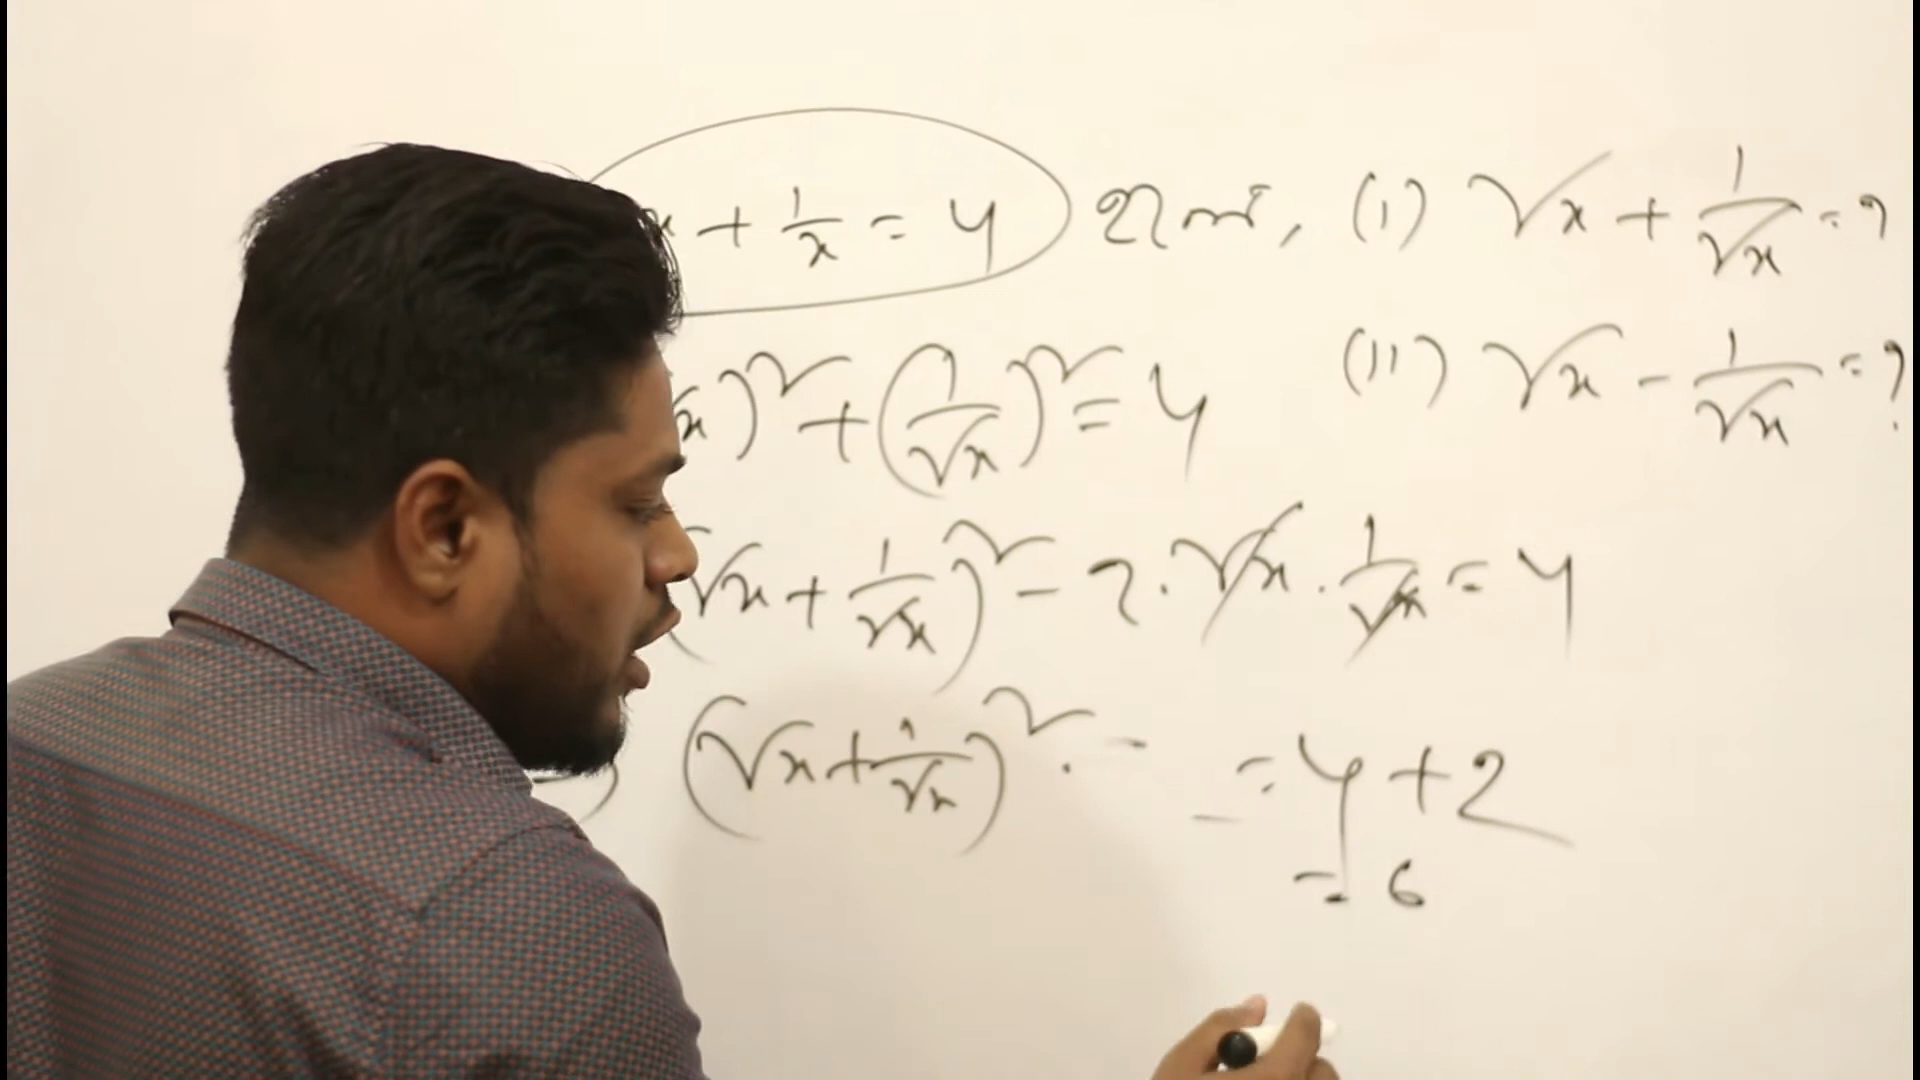 x + 1/x = 4 হলে, (i) √x + 1/√x = ?
(ii) √x - 1/√x = ?
x)² + (1/√x)² = 4
(√x + 1/√x)² - 2.√x.1/√x = 4
(√x + 1/√x)² = 4 + 2
= 6